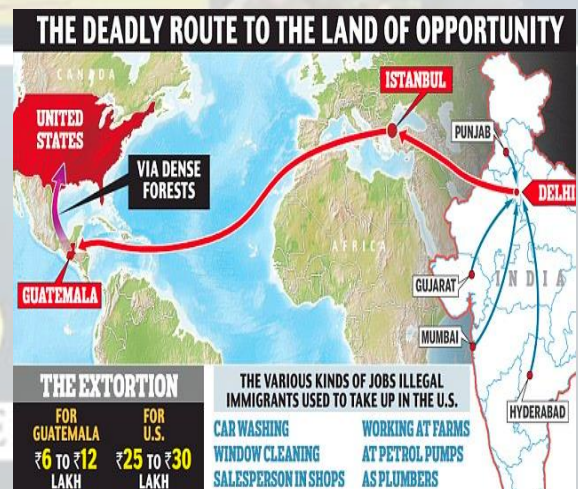 THE DEADLY ROUTE TO THE LAND OF OPPORTUNITY
CANADA
ISTANBUL
UNITED
STATES
PUNJAB
VIA DENSE
FORESTS
DELHI
AFRICA
GUJARAT
INDIA
GUATEMALA
MUMBAI
HYDERABAD
THE EXTORTION
FOR
GUATEMALA
₹6 TO ₹12
LAKH
FOR
U.S.
₹25 TO ₹30
LAKH
THE VARIOUS KINDS OF JOBS ILLEGAL
IMMIGRANTS USED TO TAKE UP IN THE U.S.
CAR WASHING
WINDOW CLEANING
SALESPERSON IN SHOPS
WORKING AT FARMS
AT PETROL PUMPS
AS PLUMBERS